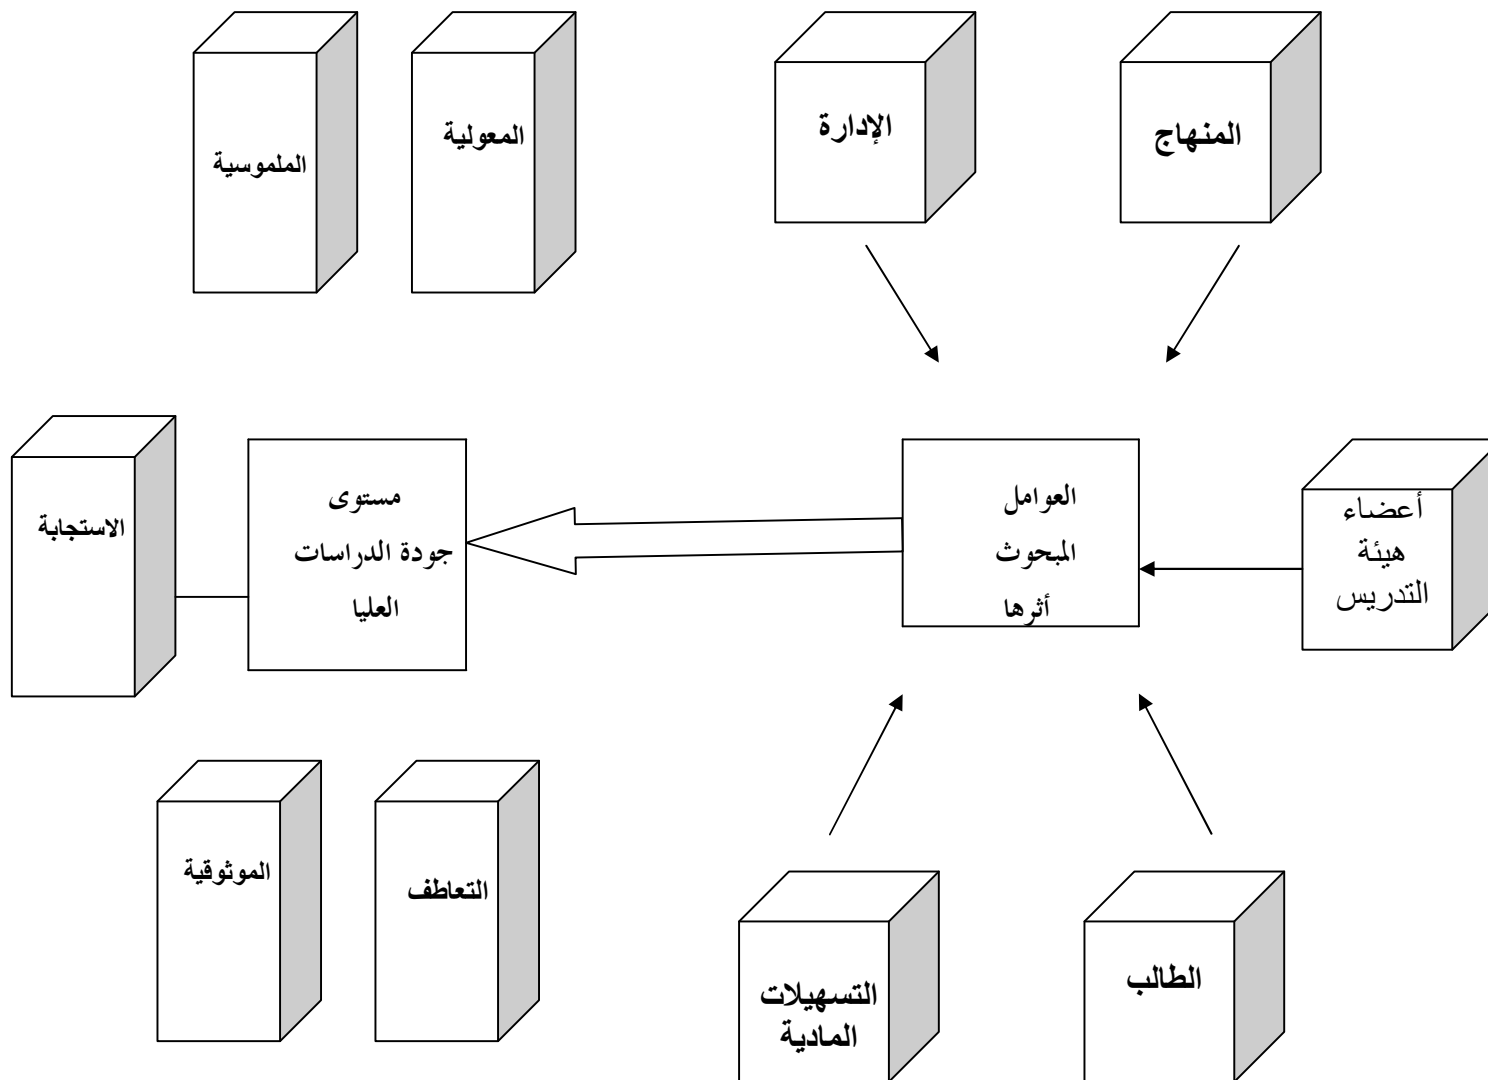 المنهاج
الإدارة
المعولية
الملموسية
أعضاء
هيئة
التدريس
العوامل
المبحوث
أثرها
مستوى
جودة الدراسات
العليا
الاستجابة
الطالب
التسهيلات
المادية
التعاطف
الموثوقية